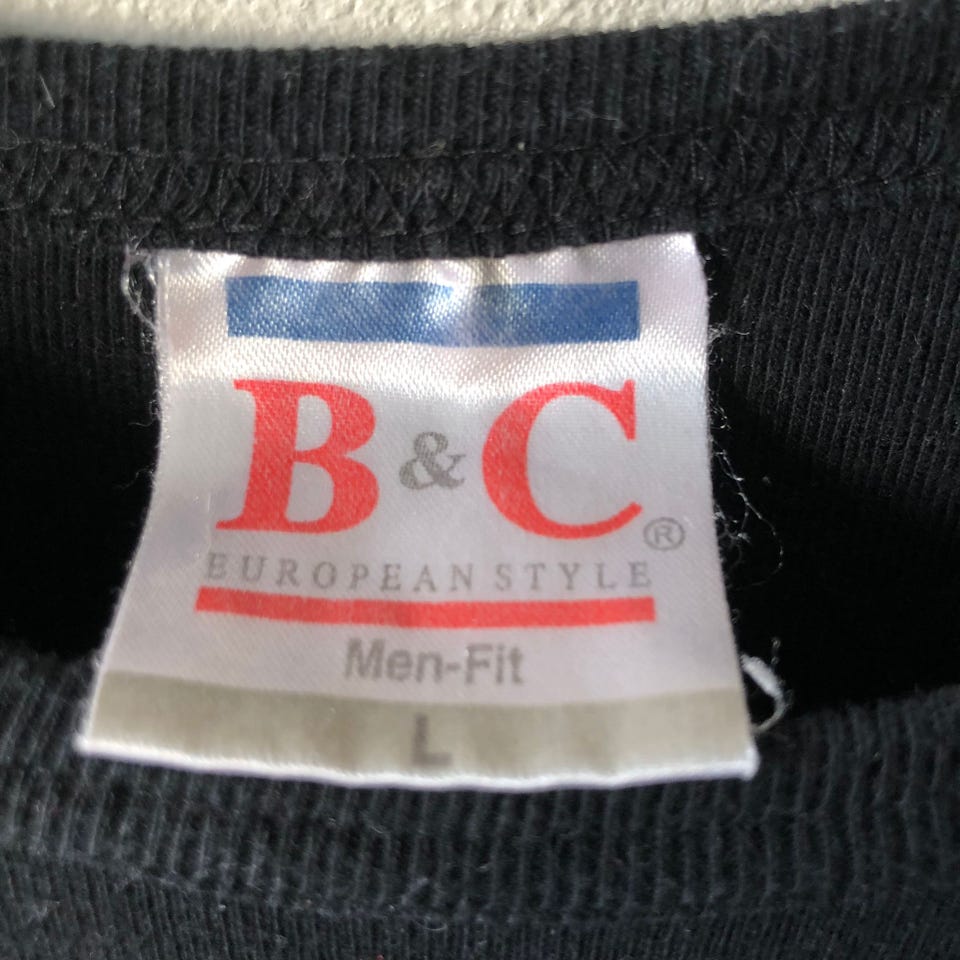 B&C®
EUROPEAN STYLE
Men-Fit
L